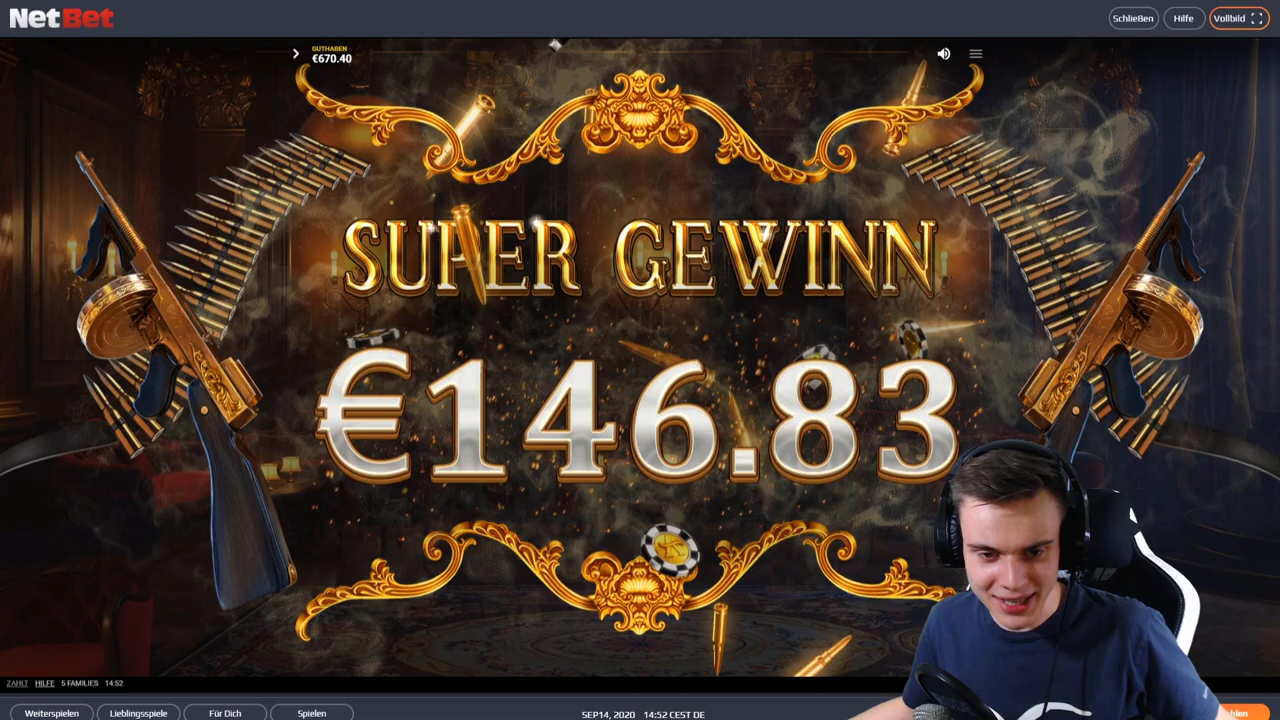 NetBet
Schließen Hilfe Vollbild
GUTHABEN
€670.40
SUPER GEWINN
€146.83
ZAHLT HILFE 5 FAMILIES 14:52
Weiterspielen Lieblingsspiele Für Dich Spielen
SEP14, 2020 14:52 CEST DE